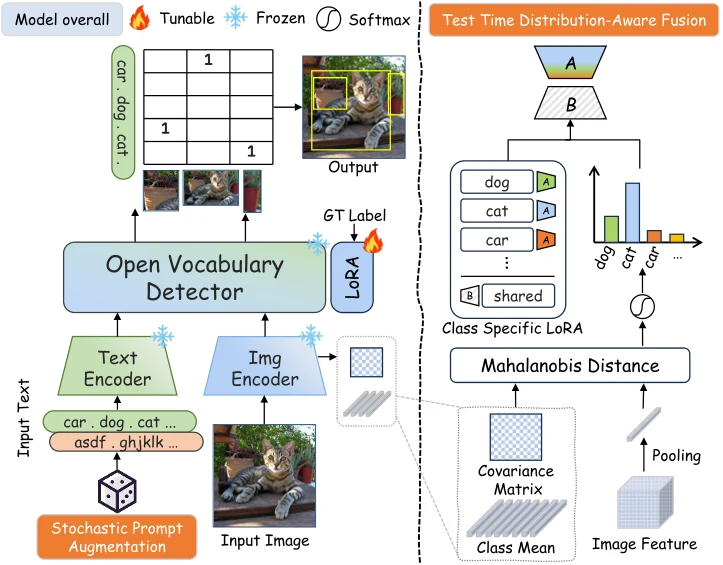 Model overall
Tunable
Frozen
Softmax
car . dog . cat .
1
1
1
Output
GT Label
Open Vocabulary
Detector
LoRA
Text
Encoder
Img
Encoder
Input Text
car . dog . cat ...
asdf . ghjklk ...
Stochastic Prompt
Augmentation
Input Image
Test Time Distribution-Aware Fusion
A
B
dog
A
cat
A
car
A
⋮
B
shared
Class Specific LoRA
dog
cat
car
...
Mahalanobis Distance
Covariance
Matrix
Class Mean
Pooling
Image Feature